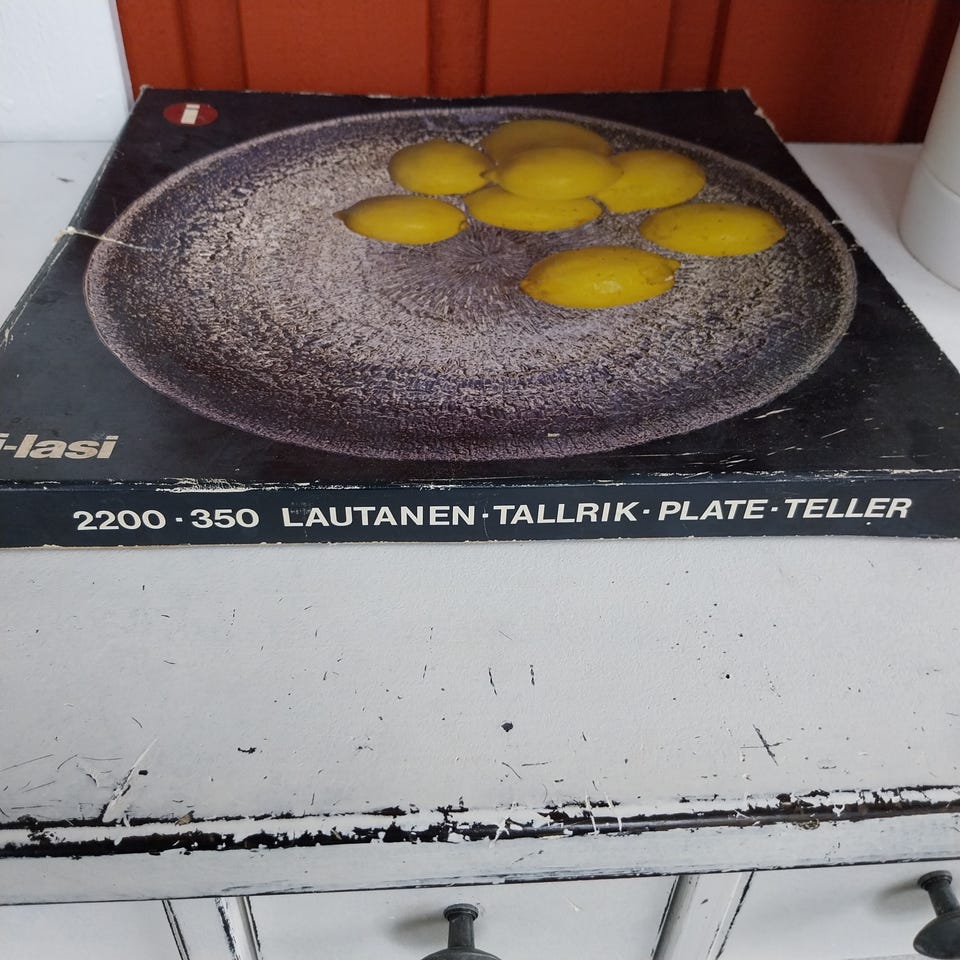 i
i-lasi
2200 · 350 LAUTANEN · TALLRIK · PLATE · TELLER